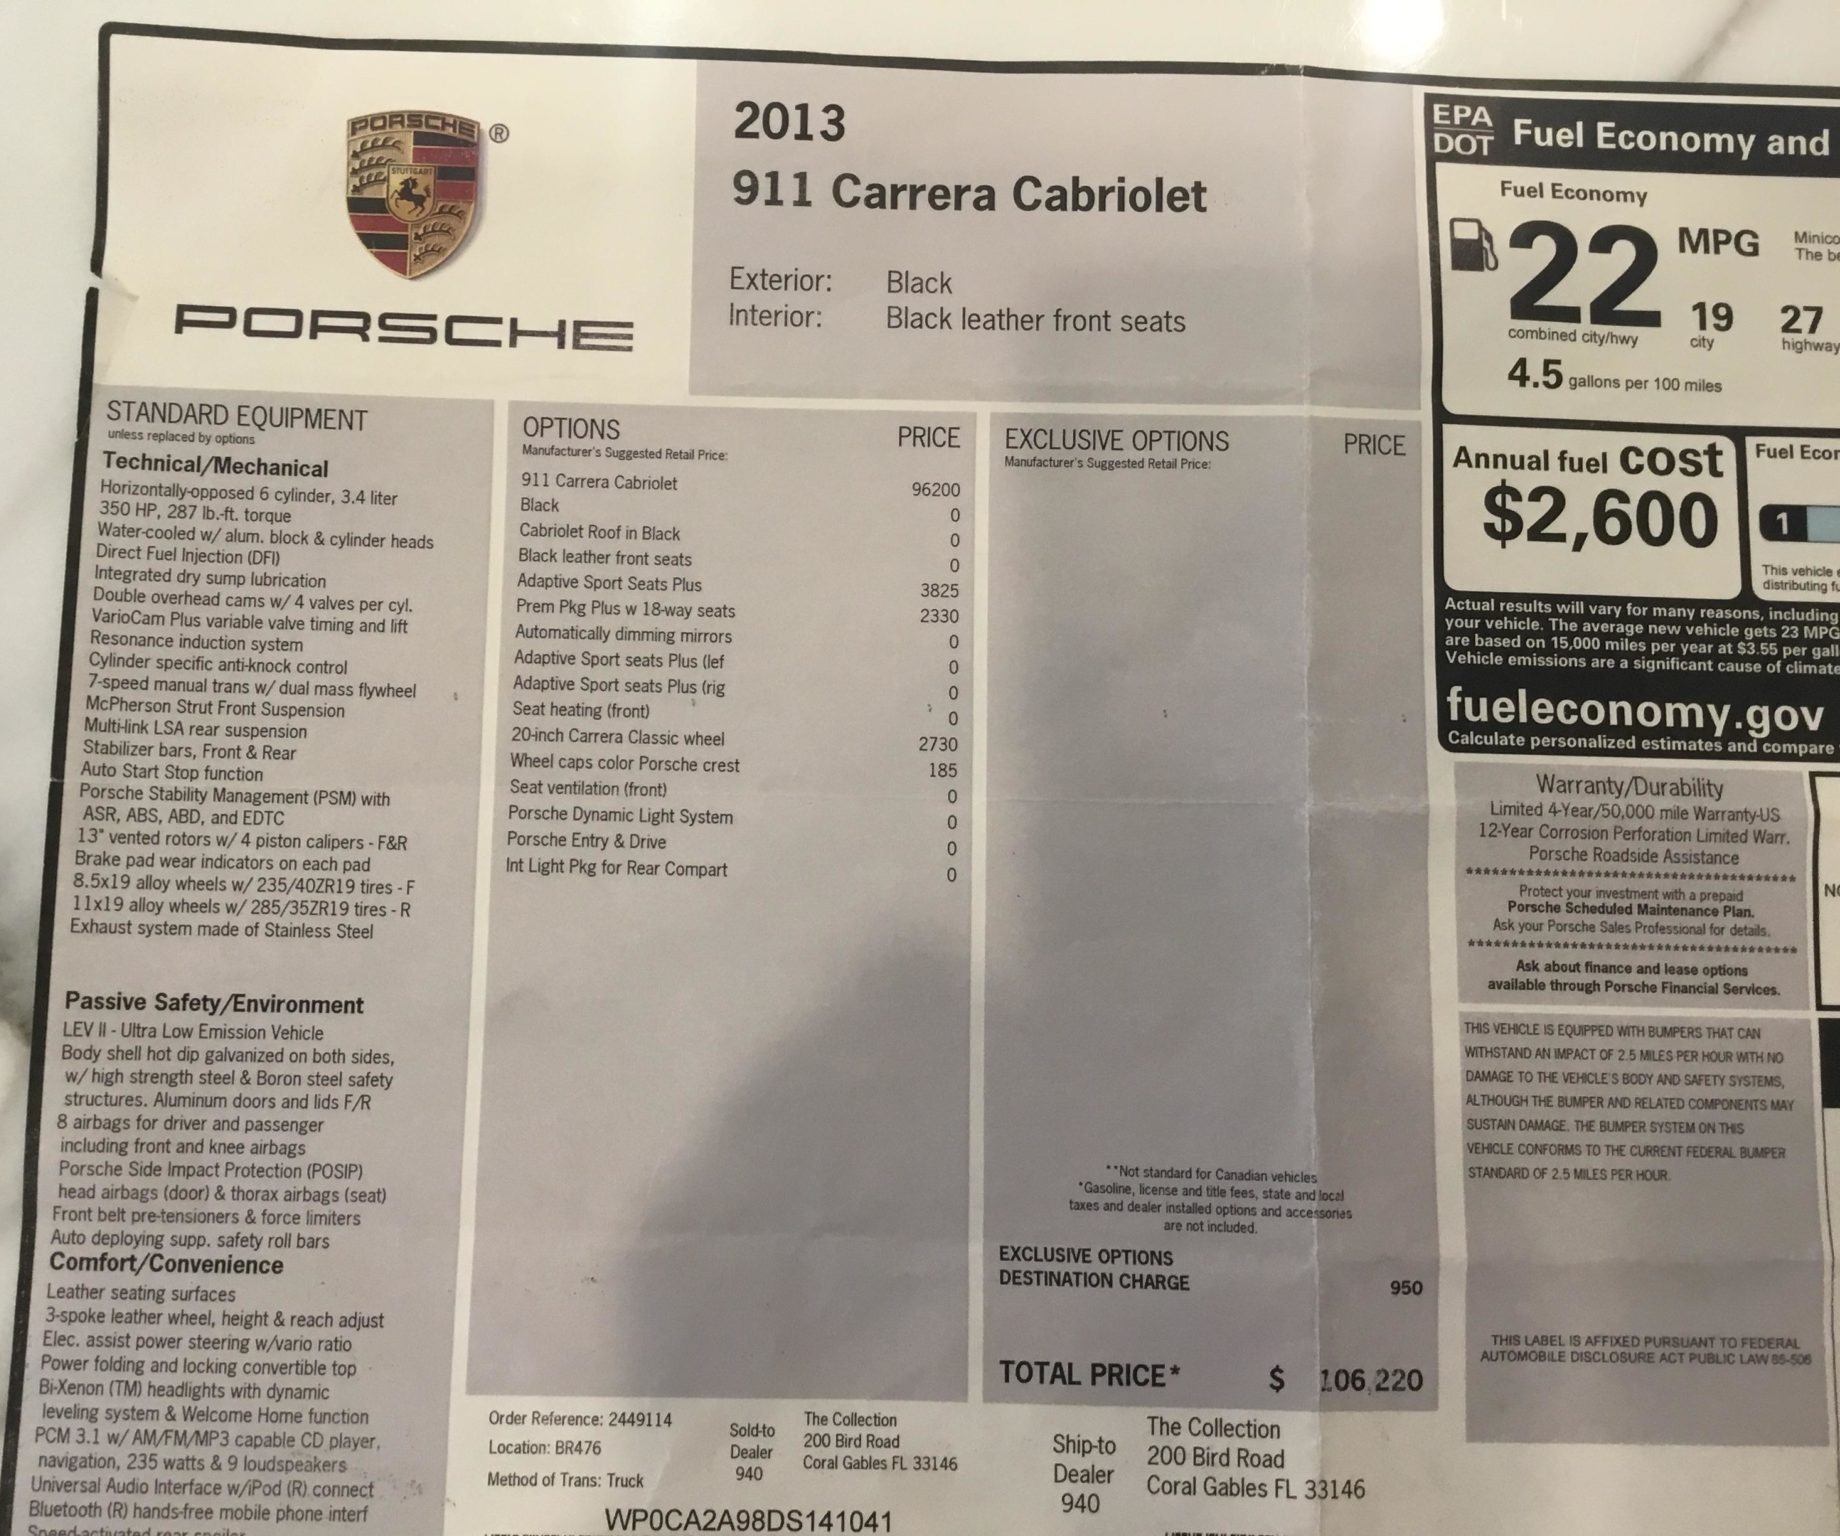 PORSCHE
STUTTGART
®
PORSCHE
2013
911 Carrera Cabriolet
Exterior: Black
Interior: Black leather front seats
STANDARD EQUIPMENT
unless replaced by options
Technical/Mechanical
Horizontally-opposed 6 cylinder, 3.4 liter
350 HP, 287 lb.-ft. torque
Water-cooled w/ alum. block & cylinder heads
Direct Fuel Injection (DFI)
Integrated dry sump lubrication
Double overhead cams w/ 4 valves per cyl.
VarioCam Plus variable valve timing and lift
Resonance induction system
Cylinder specific anti-knock control
7-speed manual trans w/ dual mass flywheel
McPherson Strut Front Suspension
Multi-link LSA rear suspension
Stabilizer bars, Front & Rear
Auto Start Stop function
Porsche Stability Management (PSM) with
ASR, ABS, ABD, and EDTC
13" vented rotors w/ 4 piston calipers - F&R
Brake pad wear indicators on each pad
8.5x19 alloy wheels w/ 235/40ZR19 tires - F
11x19 alloy wheels w/ 285/35ZR19 tires - R
Exhaust system made of Stainless Steel
Passive Safety/Environment
LEV II - Ultra Low Emission Vehicle
Body shell hot dip galvanized on both sides,
w/ high strength steel & Boron steel safety
structures. Aluminum doors and lids F/R
8 airbags for driver and passenger
including front and knee airbags
Porsche Side Impact Protection (POSIP)
head airbags (door) & thorax airbags (seat)
Front belt pre-tensioners & force limiters
Auto deploying supp. safety roll bars
Comfort/Convenience
Leather seating surfaces
3-spoke leather wheel, height & reach adjust
Elec. assist power steering w/vario ratio
Power folding and locking convertible top
Bi-Xenon (TM) headlights with dynamic
leveling system & Welcome Home function
PCM 3.1 w/ AM/FM/MP3 capable CD player,
navigation, 235 watts & 9 loudspeakers
Universal Audio Interface w/iPod (R) connect
Bluetooth (R) hands-free mobile phone interf
Speed-activated rear spoiler
OPTIONS PRICE
Manufacturer's Suggested Retail Price:
911 Carrera Cabriolet 96200
Black 0
Cabriolet Roof in Black 0
Black leather front seats 0
Adaptive Sport Seats Plus 3825
Prem Pkg Plus w 18-way seats 2330
Automatically dimming mirrors 0
Adaptive Sport seats Plus (lef 0
Adaptive Sport seats Plus (rig 0
Seat heating (front) 0
20-inch Carrera Classic wheel 2730
Wheel caps color Porsche crest 185
Seat ventilation (front) 0
Porsche Dynamic Light System 0
Porsche Entry & Drive 0
Int Light Pkg for Rear Compart 0
EXCLUSIVE OPTIONS PRICE
Manufacturer's Suggested Retail Price:
**Not standard for Canadian vehicles
*Gasoline, license and title fees, state and local
taxes and dealer installed options and accessories
are not included.
EXCLUSIVE OPTIONS
DESTINATION CHARGE 950
TOTAL PRICE* $ 106,220
Order Reference: 2449114
Location: BR476
Method of Trans: Truck
Sold-to
Dealer
940
The Collection
200 Bird Road
Coral Gables FL 33146
Ship-to
Dealer
940
The Collection
200 Bird Road
Coral Gables FL 33146
WP0CA2A98DS141041
EPA
DOT
Fuel Economy and
Fuel Economy
22 MPG
combined city/hwy
19
city
27
highway
4.5 gallons per 100 miles
The
Annual fuel cost
$2,600
Fuel
1
This vehicle
distributing
Actual results will vary for many reasons, including
your vehicle. The average new vehicle gets 23 MPG
are based on 15,000 miles per year at $3.55 per gall
Vehicle emissions are a significant cause of climate
fueleconomy.gov
Calculate personalized estimates and compare
Warranty/Durability
Limited 4-Year/50,000 mile Warranty-US
12-Year Corrosion Perforation Limited Warr.
Porsche Roadside Assistance
Protect your investment with a prepaid
Porsche Scheduled Maintenance Plan.
Ask your Porsche Sales Professional for details.
Ask about finance and lease options
available through Porsche Financial Services.
THIS VEHICLE IS EQUIPPED WITH BUMPERS THAT CAN
WITHSTAND AN IMPACT OF 2.5 MILES PER HOUR WITH NO
DAMAGE TO THE VEHICLE'S BODY AND SAFETY SYSTEMS,
ALTHOUGH THE BUMPER AND RELATED COMPONENTS MAY
SUSTAIN DAMAGE. THE BUMPER SYSTEM ON THIS
VEHICLE CONFORMS TO THE CURRENT FEDERAL BUMPER
STANDARD OF 2.5 MILES PER HOUR.
THIS LABEL IS AFFIXED PURSUANT TO FEDERAL
AUTOMOBILE DISCLOSURE ACT PUBLIC LAW 85-506